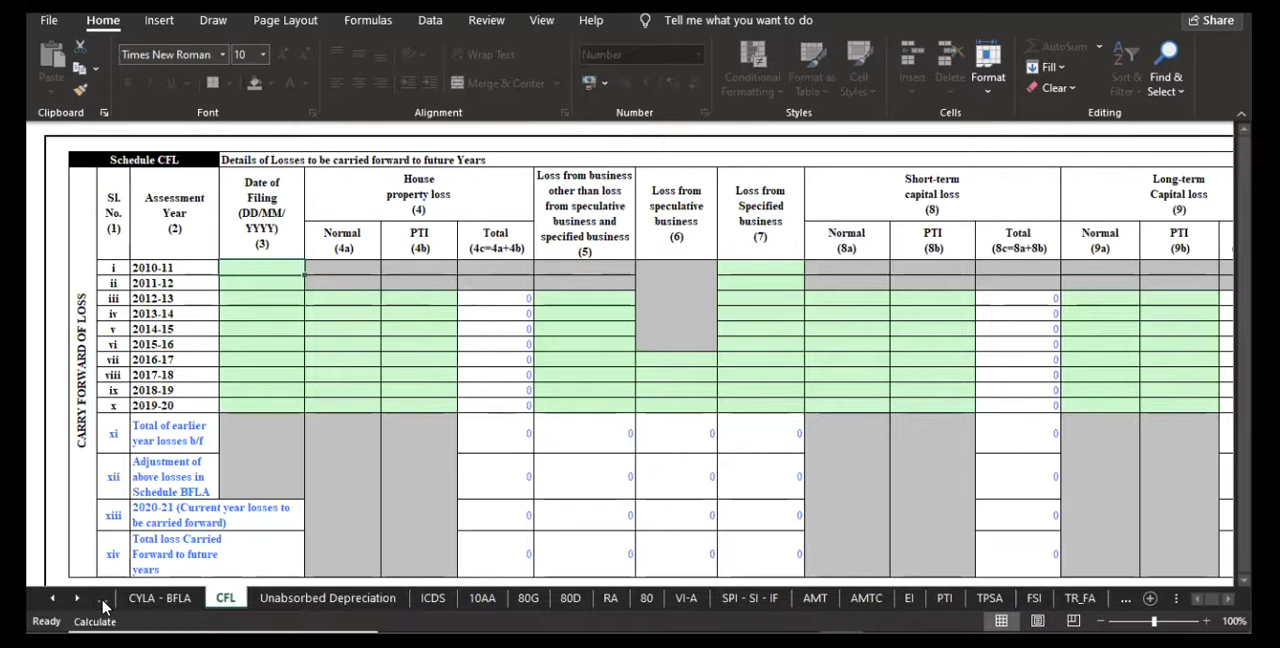 File Home Insert Draw Page Layout Formulas Data Review View Help Tell me what you want to do Share
Times New Roman 10 Wrap Text Number AutoSum
Paste Merge & Center Conditional Formatting Format as Table Cell Styles Insert Delete Format Fill Clear Sort & Filter Find & Select
Clipboard Font Alignment Number Styles Cells Editing
Schedule CFL Details of Losses to be carried forward to future Years
Sl. No. (1)
Assessment Year (2)
Date of Filing (DD/MM/ YYYY) (3)
House property loss (4)
Loss from business other than loss from speculative business and specified business (5)
Loss from speculative business (6)
Loss from Specified business (7)
Short-term capital loss (8)
Long-term Capital loss (9)
Normal (4a) PTI (4b) Total (4c=4a+4b) Normal (8a) PTI (8b) Total (8c=8a+8b) Normal (9a) PTI (9b)
CARRY FORWARD OF LOSS
i 2010-11
ii 2011-12
iii 2012-13 0 0
iv 2013-14 0 0
v 2014-15 0 0
vi 2015-16 0 0
vii 2016-17 0 0
viii 2017-18 0 0
ix 2018-19 0 0
x 2019-20 0 0
xi Total of earlier year losses b/f 0 0 0 0 0
xii Adjustment of above losses in Schedule BFLA 0 0 0 0 0
xiii 2020-21 (Current year losses to be carried forward) 0 0 0 0 0
xiv Total loss Carried Forward to future years 0 0 0 0 0
... CYLA - BFLA CFL Unabsorbed Depreciation ICDS 10AA 80G 80D RA 80 VI-A SPI - SI - IF AMT AMTC EI PTI TPSA FSI TR_FA ...
Ready Calculate 100%